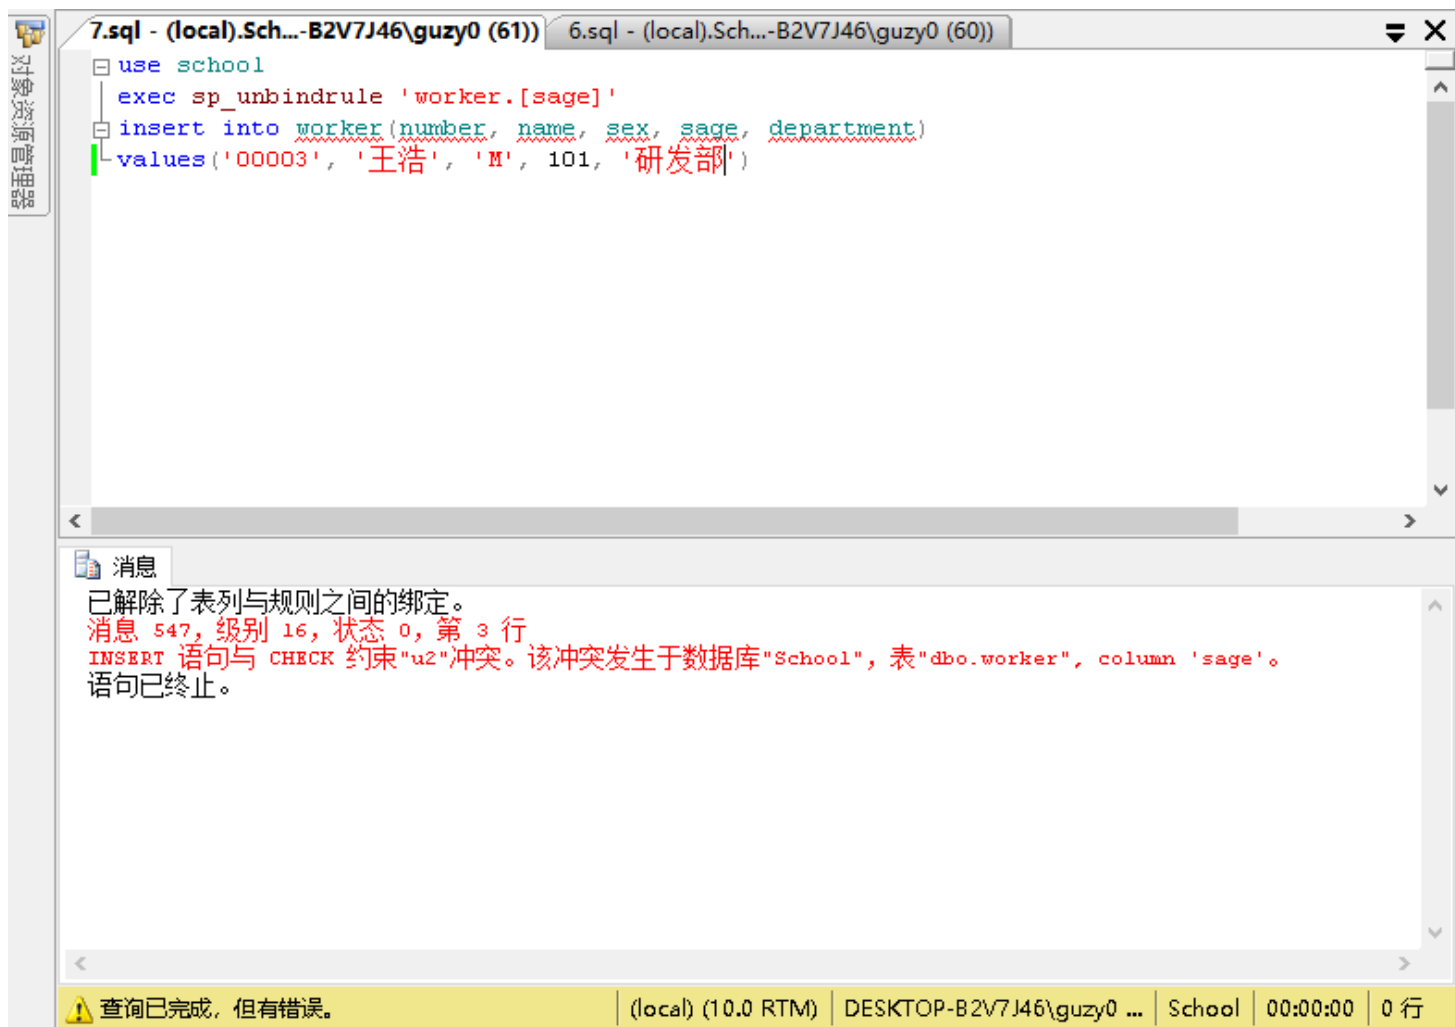 对象资源管理器
7.sql - (local).Sch...-B2V7J46\guzy0 (61)) 6.sql - (local).Sch...-B2V7J46\guzy0 (60))
use school
exec sp_unbindrule 'worker.[sage]'
insert into worker(number, name, sex, sage, department)
values('00003', '王浩', 'M', 101, '研发部')
消息
已解除了表列与规则之间的绑定。
消息 547，级别 16，状态 0，第 3 行
INSERT 语句与 CHECK 约束"u2"冲突。该冲突发生于数据库"School"，表"dbo.worker", column 'sage'。
语句已终止。
查询已完成，但有错误。 (local) (10.0 RTM) DESKTOP-B2V7J46\guzy0 ... School 00:00:00 0 行